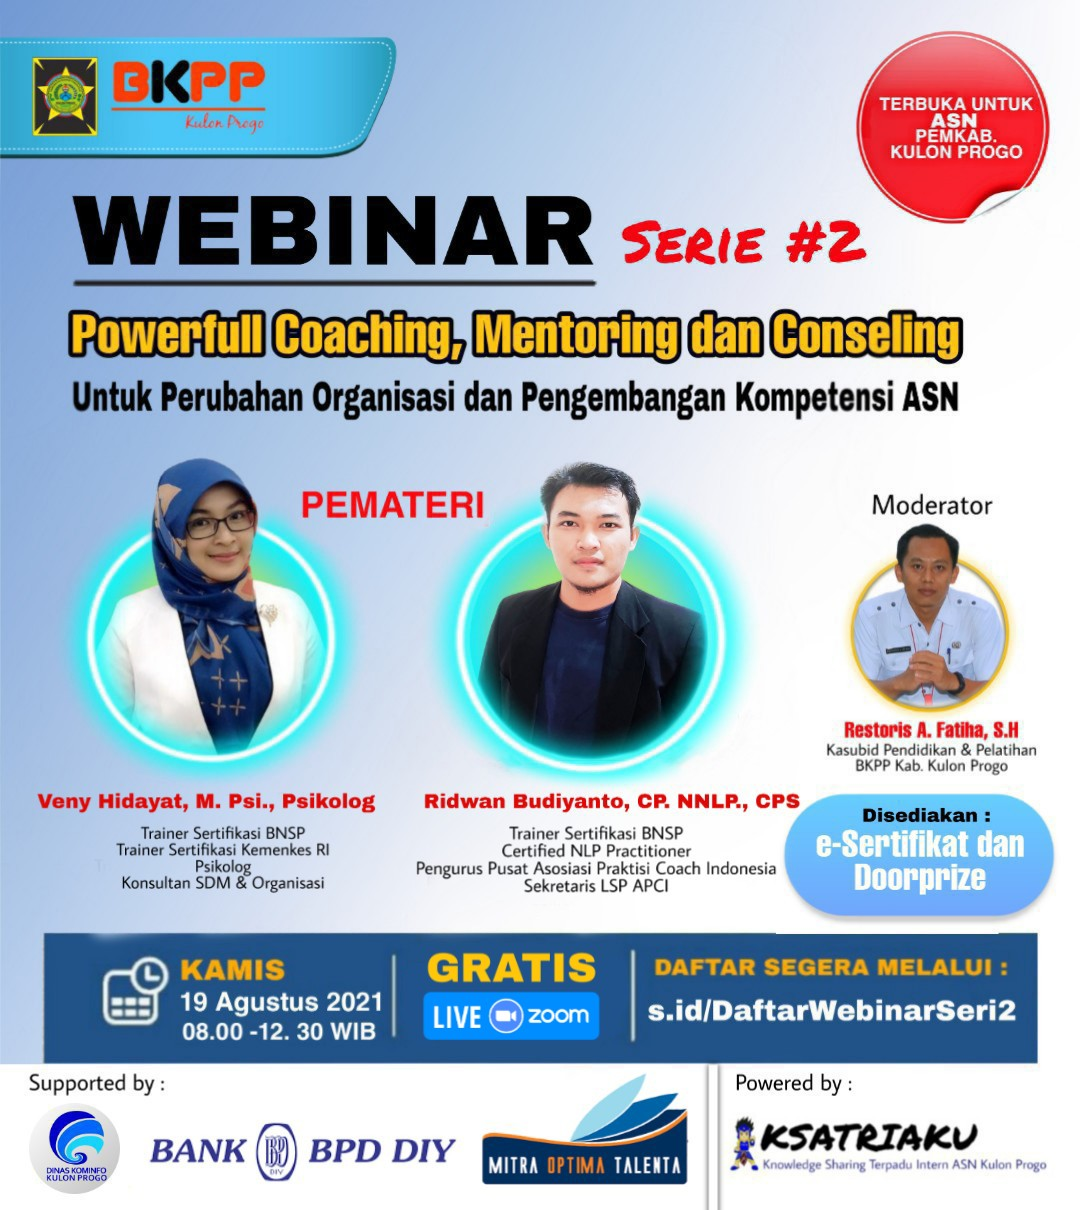 BKPP
Kulon Progo
TERBUKA UNTUK
ASN
PEMKAB.
KULON PROGO
WEBINAR SERIE #2
Powerfull Coaching, Mentoring dan Conseling
Untuk Perubahan Organisasi dan Pengembangan Kompetensi ASN
PEMATERI
Moderator
Restoris A. Fatiha, S.H
Kasubid Pendidikan & Pelatihan
BKPP Kab. Kulon Progo
Veny Hidayat, M. Psi., Psikolog
Trainer Sertifikasi BNSP
Trainer Sertifikasi Kemenkes RI
Psikolog
Konsultan SDM & Organisasi
Ridwan Budiyanto, CP. NNLP., CPS
Trainer Sertifikasi BNSP
Certified NLP Practitioner
Pengurus Pusat Asosiasi Praktisi Coach Indonesia
Sekretaris LSP APCI
Disediakan :
e-Sertifikat dan
Doorprize
KAMIS
19 Agustus 2021
08.00 -12. 30 WIB
GRATIS
LIVE zoom
DAFTAR SEGERA MELALUI :
s.id/DaftarWebinarSeri2
Supported by :
DINAS KOMINFO
KULON PROGO
BANK BPD DIY
BPD
DIY
MITRA OPTIMA TALENTA
Powered by :
KSATRIAKU
Knowledge Sharing Terpadu Intern ASN Kulon Progo